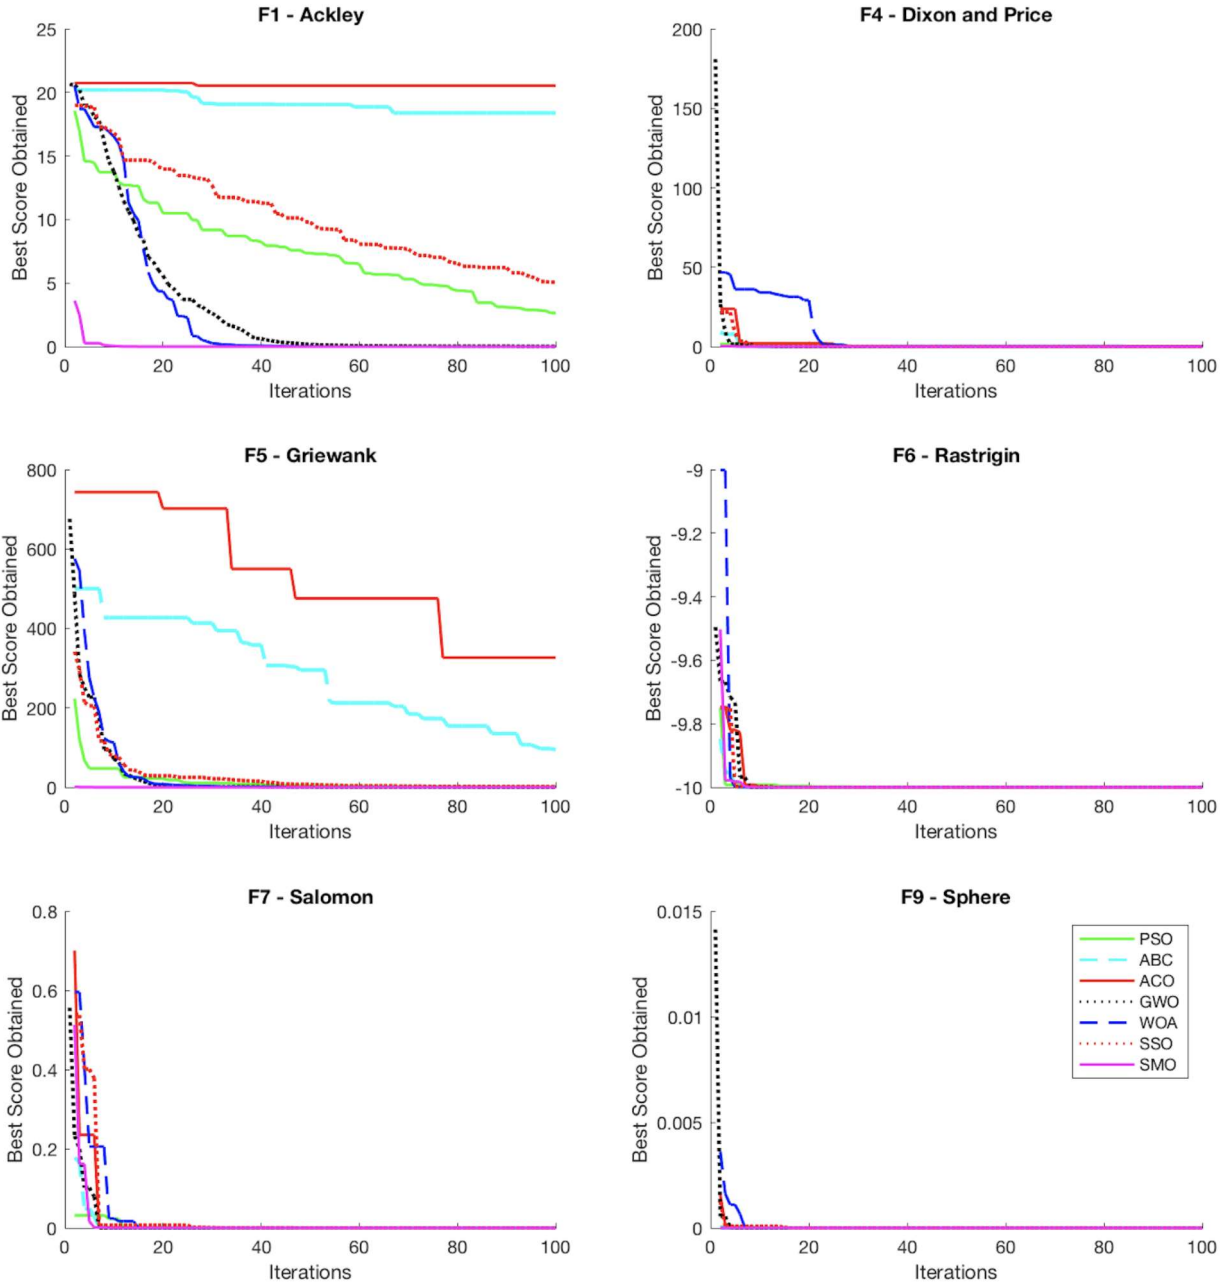 F1 - Ackley
25
20
15
10
5
0
Best Score Obtained
0 20 40 60 80 100
Iterations
F4 - Dixon and Price
200
150
100
50
0
Best Score Obtained
0 20 40 60 80 100
Iterations
F5 - Griewank
800
600
400
200
0
Best Score Obtained
0 20 40 60 80 100
Iterations
F6 - Rastrigin
-9
-9.2
-9.4
-9.6
-9.8
-10
Best Score Obtained
0 20 40 60 80 100
Iterations
F7 - Salomon
0.8
0.6
0.4
0.2
0
Best Score Obtained
0 20 40 60 80 100
Iterations
F9 - Sphere
0.015
0.01
0.005
0
Best Score Obtained
0 20 40 60 80 100
Iterations
PSO
ABC
ACO
GWO
WOA
SSO
SMO